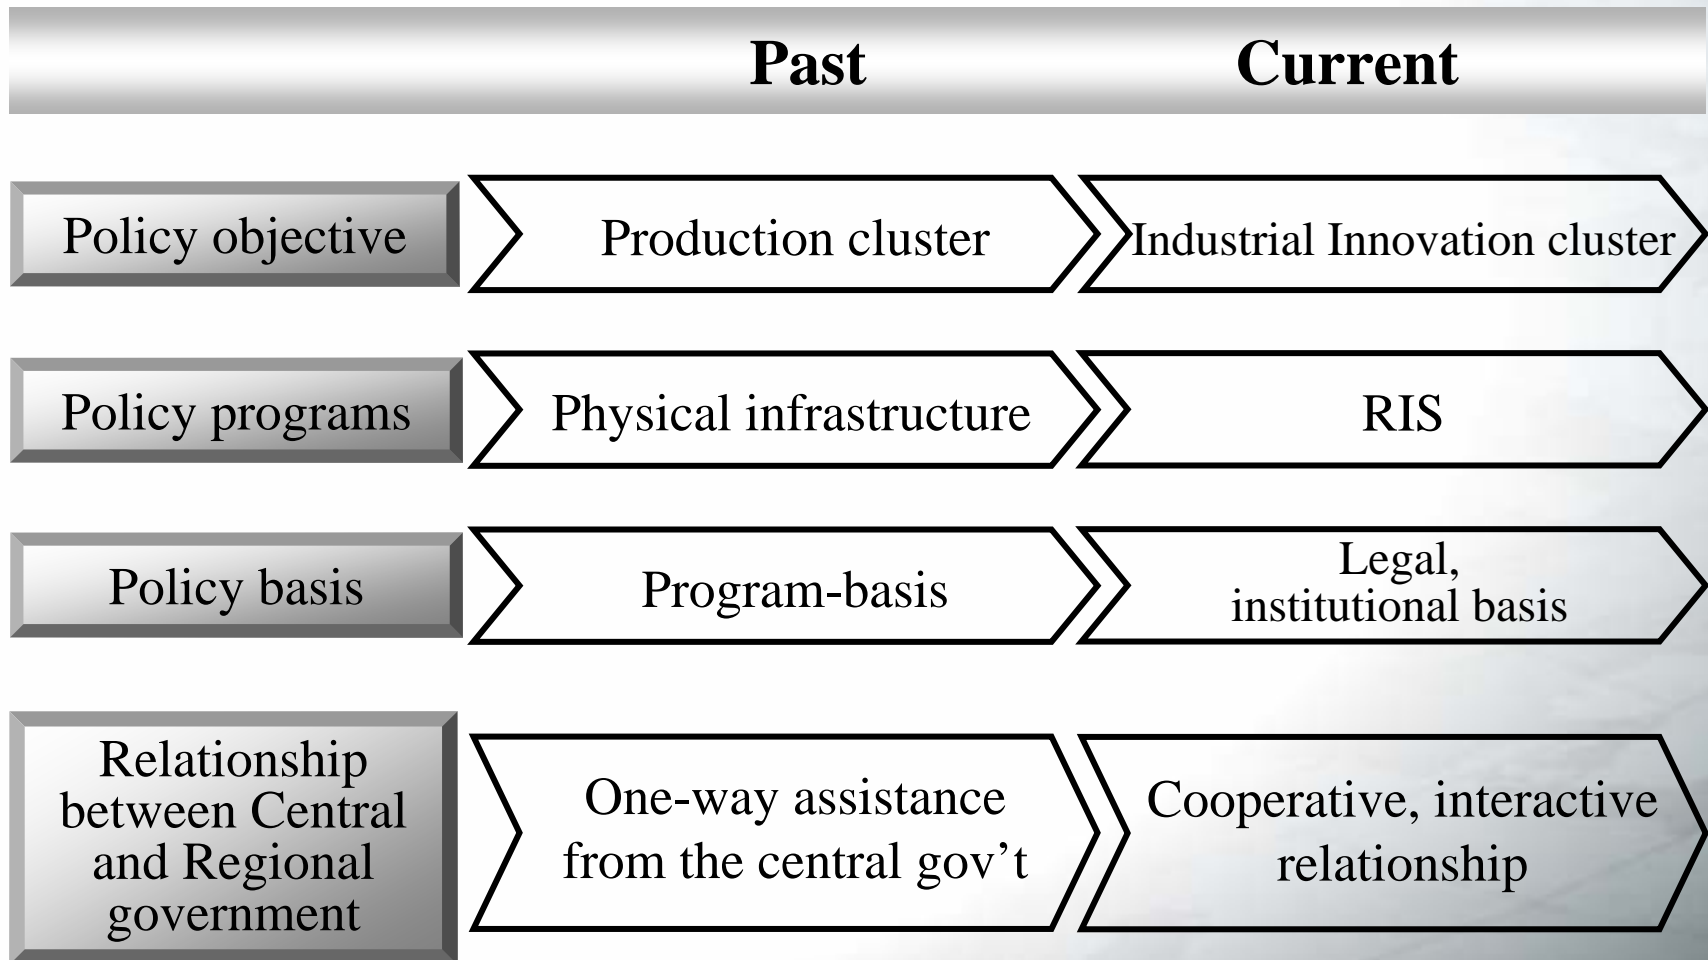 Past Current
Policy objective Production cluster Industrial Innovation cluster
Policy programs Physical infrastructure RIS
Policy basis Program-basis Legal,
institutional basis
Relationship
between Central
and Regional
government
One-way assistance
from the central gov’t
Cooperative, interactive
relationship